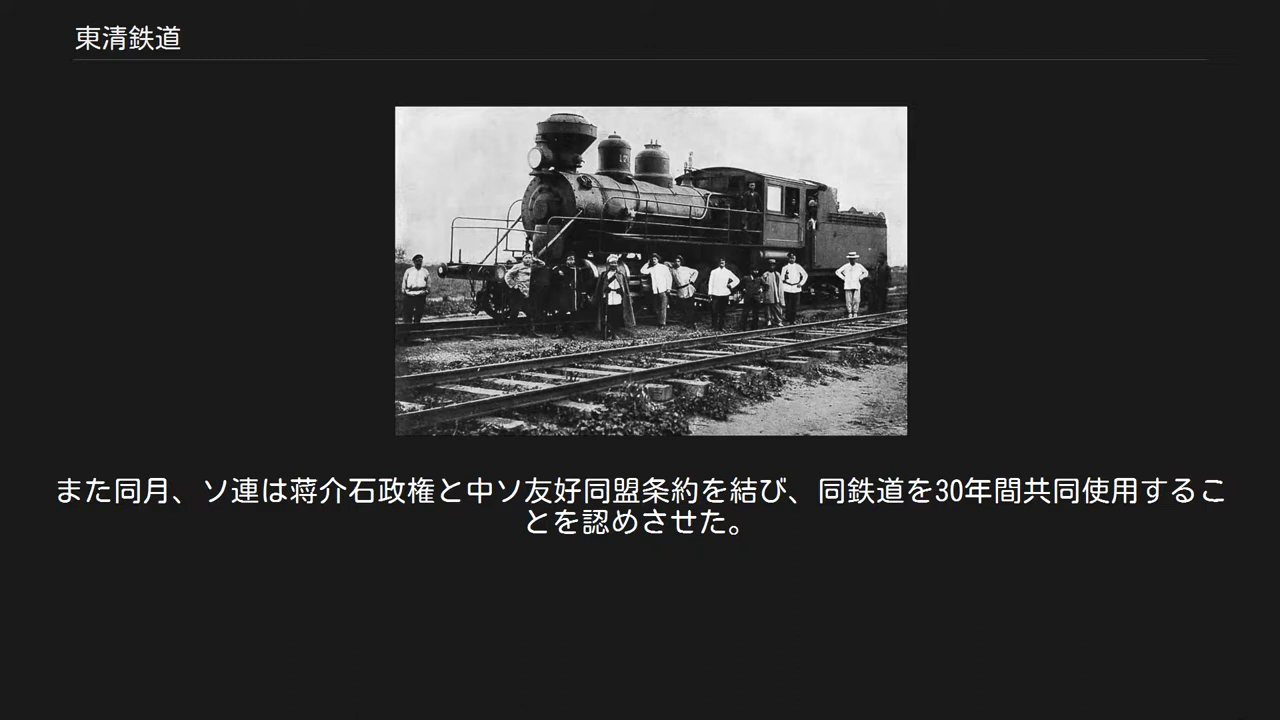 東清鉄道
また同月、ソ連は蒋介石政権と中ソ友好同盟条約を結び、同鉄道を30年間共同使用するこ
とを認めさせた。